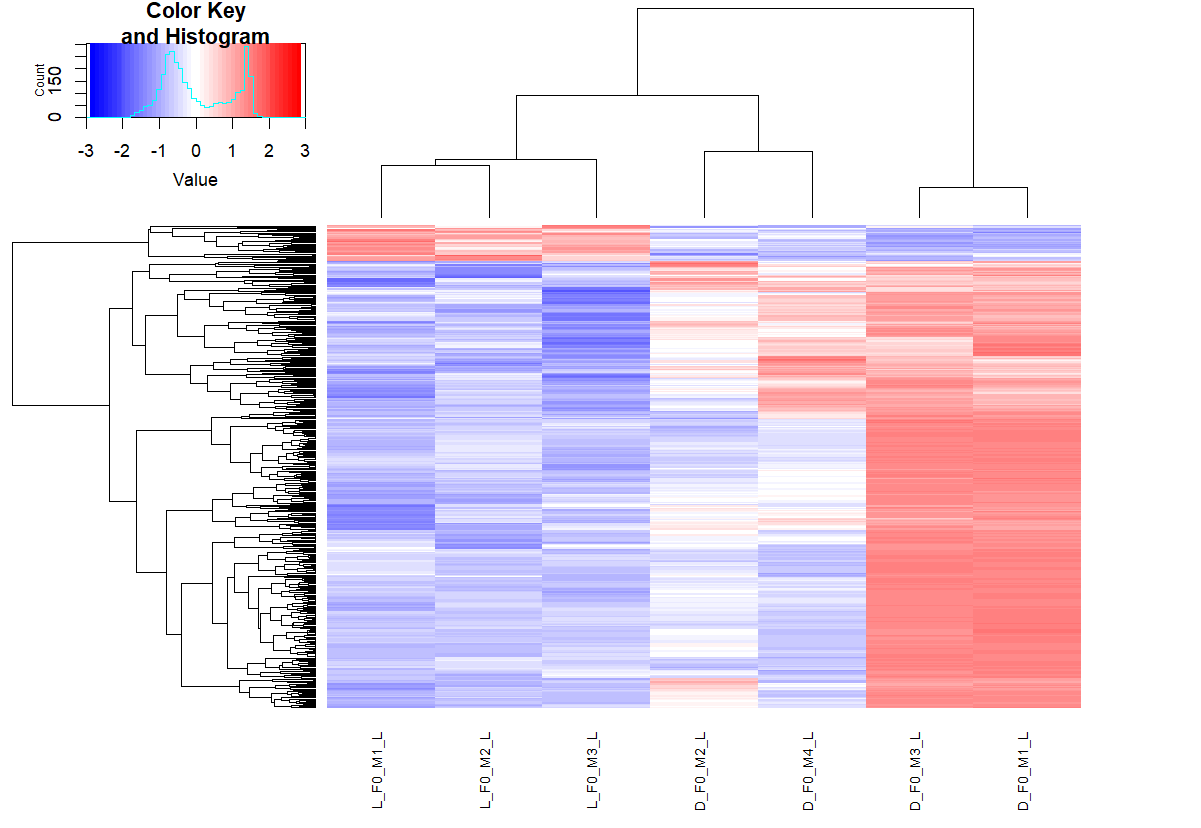 Color Key
and Histogram
Count
0
150
-3 -2 -1 0 1 2 3
Value
L_F0_M1_L
L_F0_M2_L
L_F0_M3_L
D_F0_M2_L
D_F0_M4_L
D_F0_M3_L
D_F0_M1_L